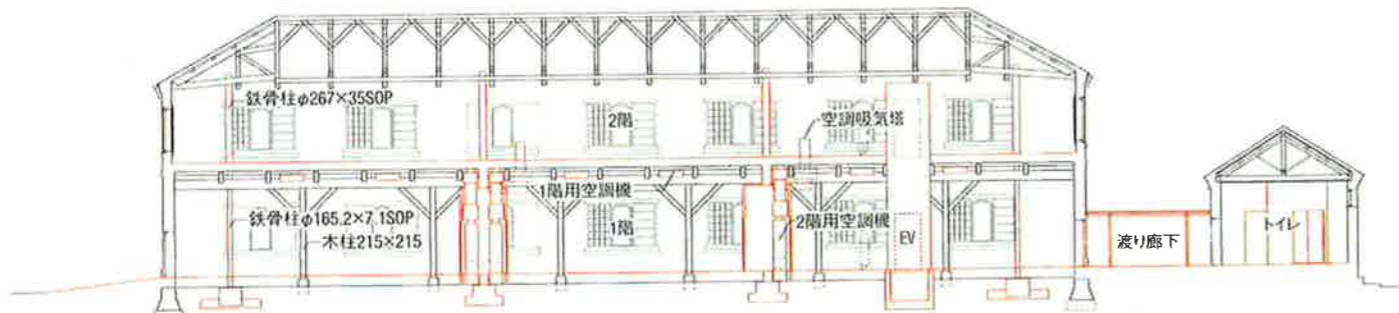 鉄骨柱φ267×35SOP
2階
空調吸気塔
1階用空調機
鉄骨柱φ165.2×7.1SOP
木柱215×215
1階
2階用空調機
EV
渡り廊下
トイレ